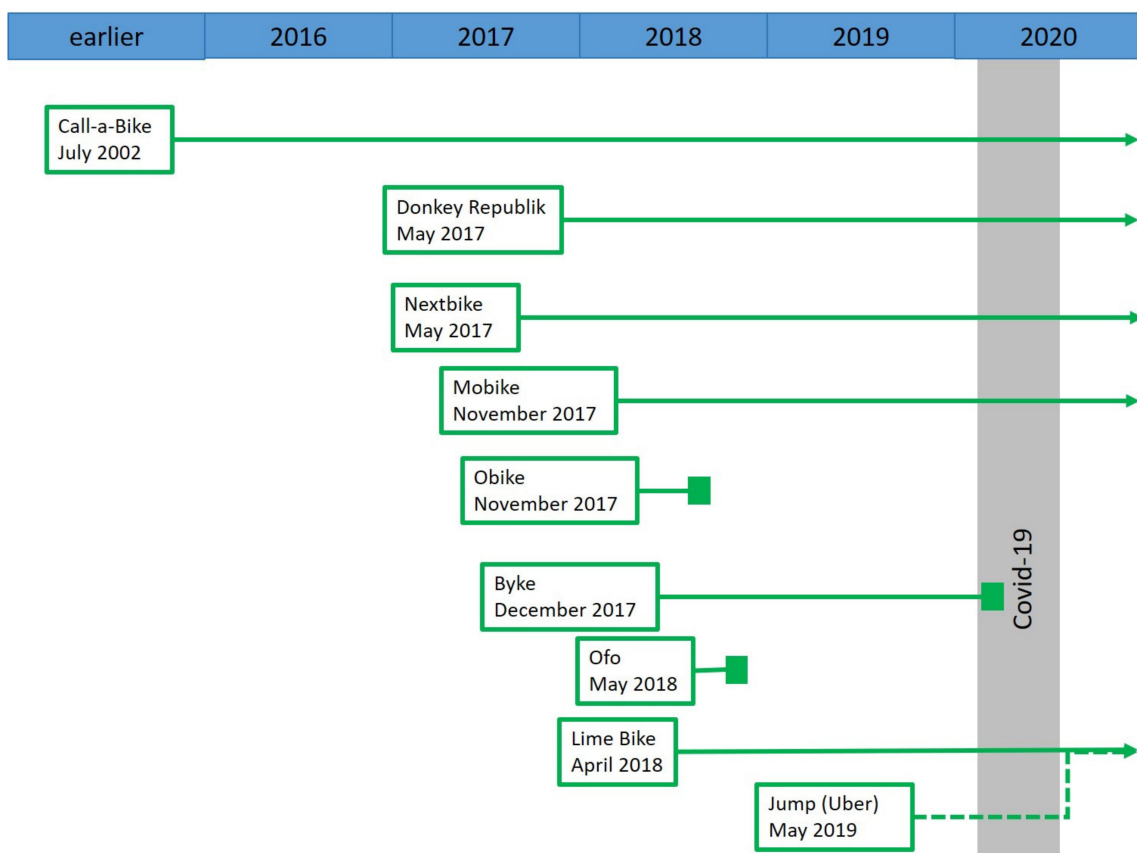 earlier 2016 2017 2018 2019 2020
Call-a-Bike
July 2002
Donkey Republik
May 2017
Nextbike
May 2017
Mobike
November 2017
Obike
November 2017
Byke
December 2017
Covid-19
Ofo
May 2018
Lime Bike
April 2018
Jump (Uber)
May 2019